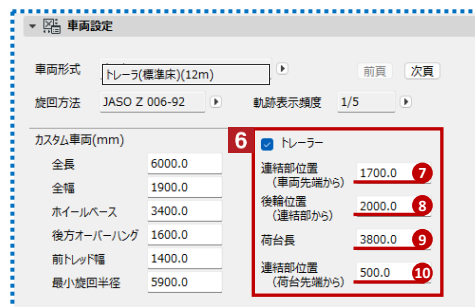 車両設定
車両形式 トレーラ(標準床)(12m) 前頁 次頁
旋回方法 JASO Z 006-92 軌跡表示頻度 1/5
カスタム車両(mm)
全長 6000.0
全幅 1900.0
ホイールベース 3400.0
後方オーバーハング 1600.0
前トレッド幅 1400.0
最小旋回半径 5900.0
6 トレーラー
連結部位置
(車両先端から) 1700.0 7
後輪位置
(連結部から) 2000.0 8
荷台長 3800.0 9
連結部位置
(荷台先端から) 500.0 10